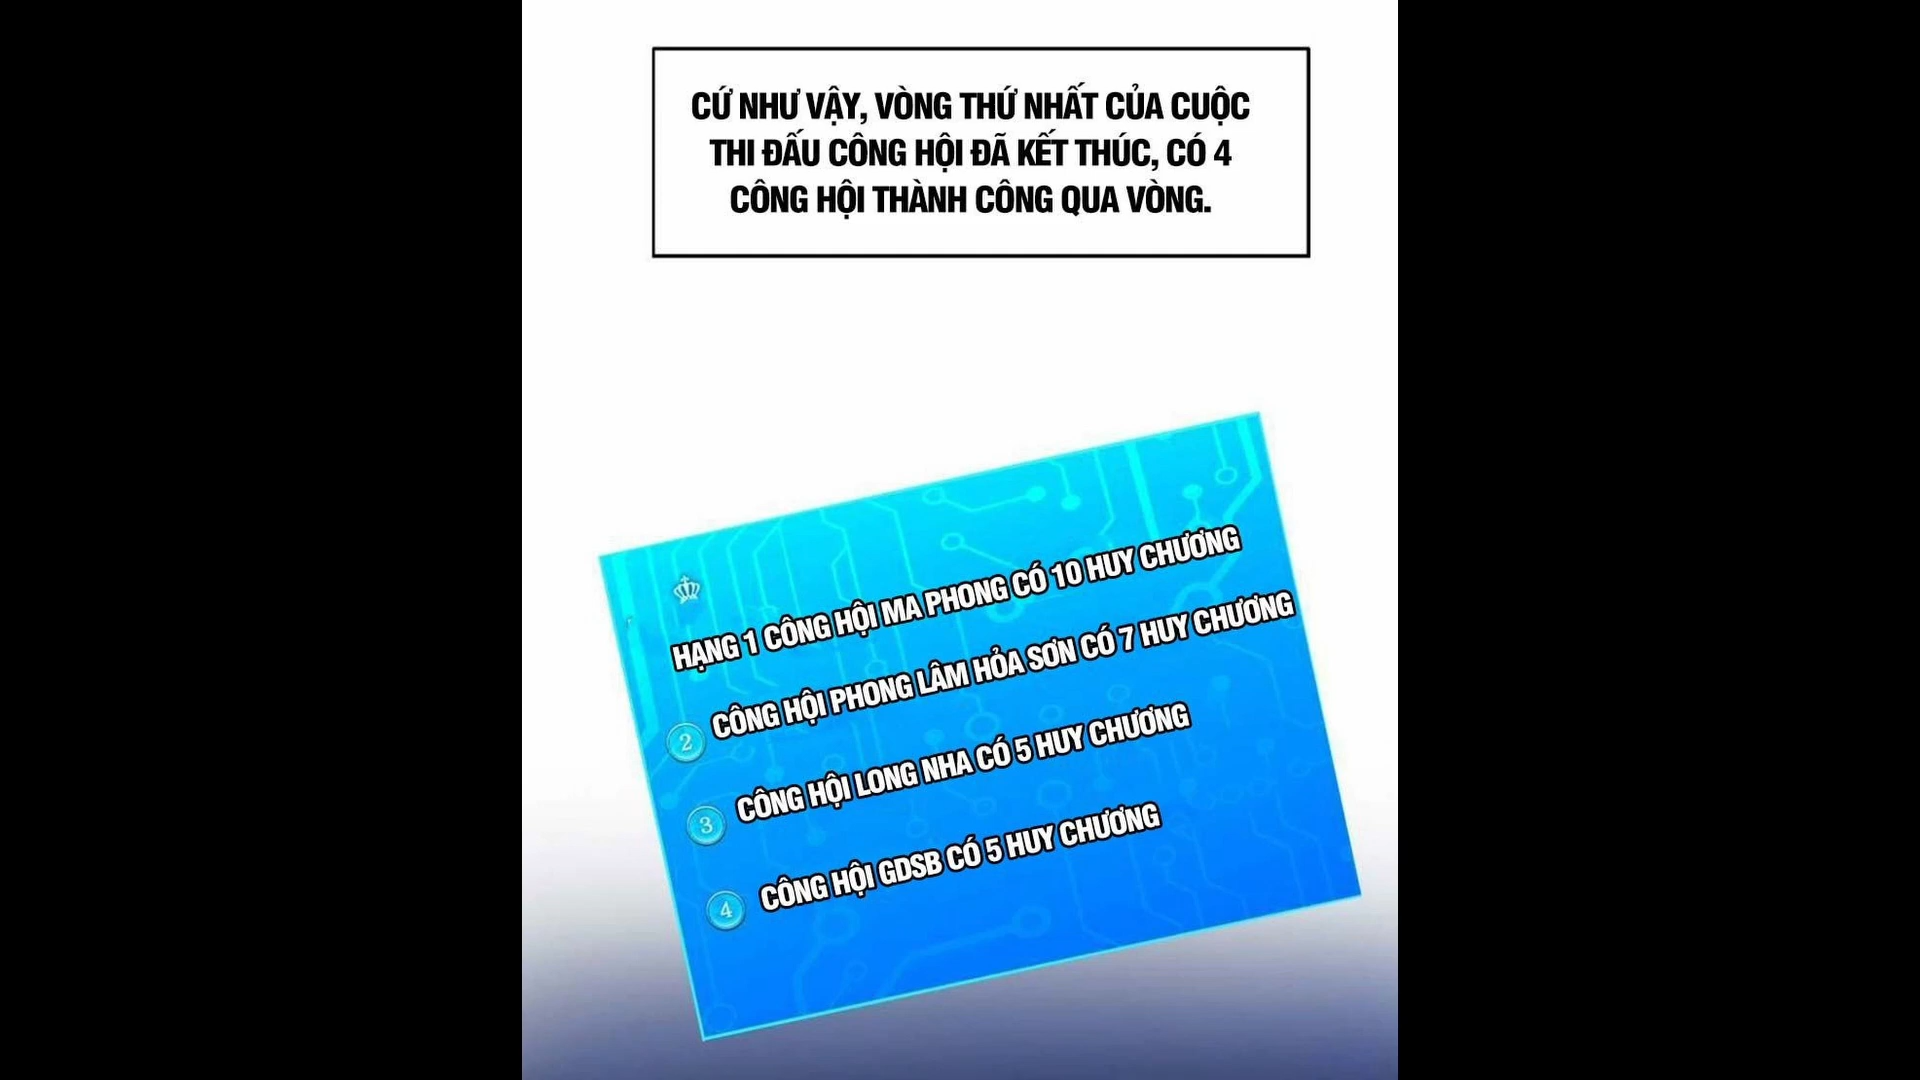 CỨ NHƯ VẬY, VÒNG THỨ NHẤT CỦA CUỘC
THI ĐẤU CÔNG HỘI ĐÃ KẾT THÚC, CÓ 4
CÔNG HỘI THÀNH CÔNG QUA VÒNG.
HẠNG 1 CÔNG HỘI MA PHONG CÓ 10 HUY CHƯƠNG
2 CÔNG HỘI PHONG LÂM HỎA SƠN CÓ 7 HUY CHƯƠNG
3 CÔNG HỘI LONG NHA CÓ 5 HUY CHƯƠNG
4 CÔNG HỘI GDSB CÓ 5 HUY CHƯƠNG